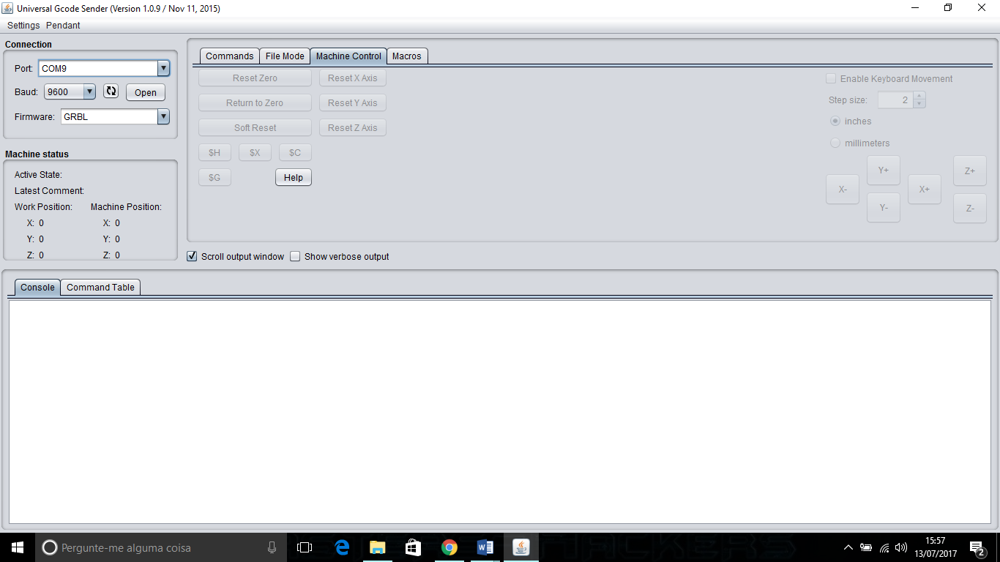 Universal Gcode Sender (Version 1.0.9 / Nov 11, 2015)
Settings Pendant
Connection
Port: COM9
Baud: 9600 Open
Firmware: GRBL
Machine status
Active State:
Latest Comment:
Work Position: Machine Position:
X: 0 X: 0
Y: 0 Y: 0
Z: 0 Z: 0
Commands File Mode Machine Control Macros
Reset Zero Reset X Axis
Return to Zero Reset Y Axis
Soft Reset Reset Z Axis
$H $X $C
$G Help
Enable Keyboard Movement
Step size: 2
inches
millimeters
Y+ Z+
X- X+
Y- Z-
Scroll output window Show verbose output
Console Command Table
Pergunte-me alguma coisa
15:57
13/07/2017
2